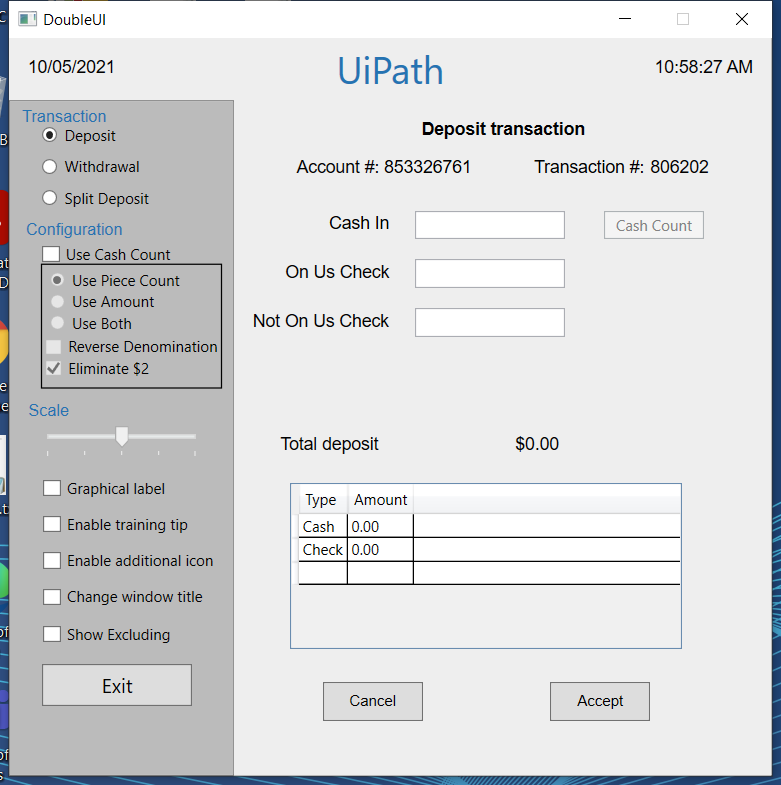 DoubleUI
10/05/2021
UiPath
10:58:27 AM
Transaction
Deposit
Withdrawal
Split Deposit
Configuration
Use Cash Count
Use Piece Count
Use Amount
Use Both
Reverse Denomination
Eliminate $2
Scale
Graphical label
Enable training tip
Enable additional icon
Change window title
Show Excluding
Exit
Deposit transaction
Account #: 853326761 Transaction #: 806202
Cash In
Cash Count
On Us Check
Not On Us Check
Total deposit $0.00
Type Amount
Cash 0.00
Check 0.00
Cancel Accept